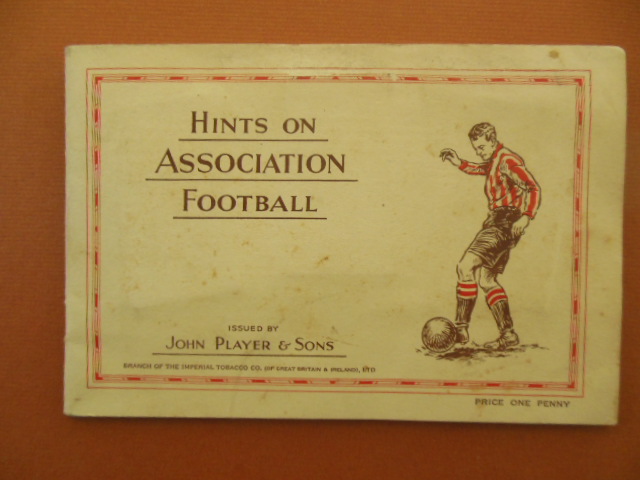 HINTS ON
ASSOCIATION
FOOTBALL
ISSUED BY
JOHN PLAYER & SONS
BRANCH OF THE IMPERIAL TOBACCO CO. (OF GREAT BRITAIN & IRELAND), LTD.
PRICE ONE PENNY